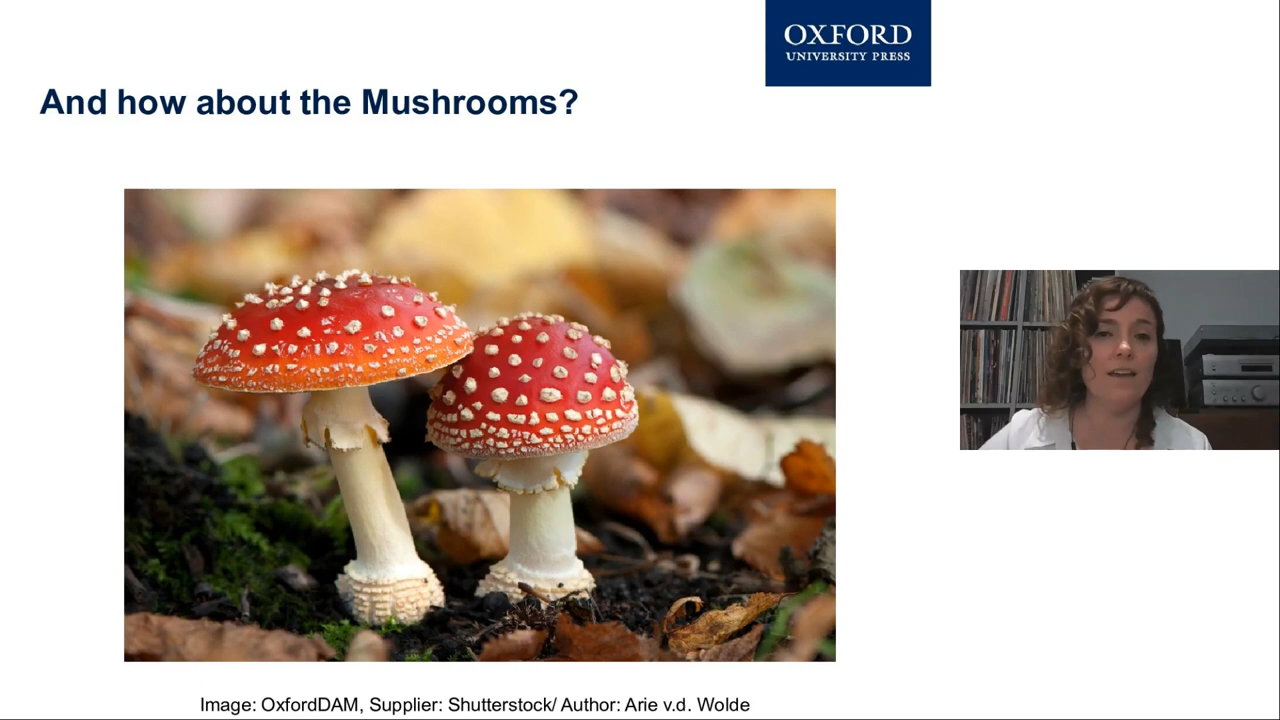 OXFORD
UNIVERSITY PRESS
And how about the Mushrooms?
Image: OxfordDAM, Supplier: Shutterstock/ Author: Arie v.d. Wolde